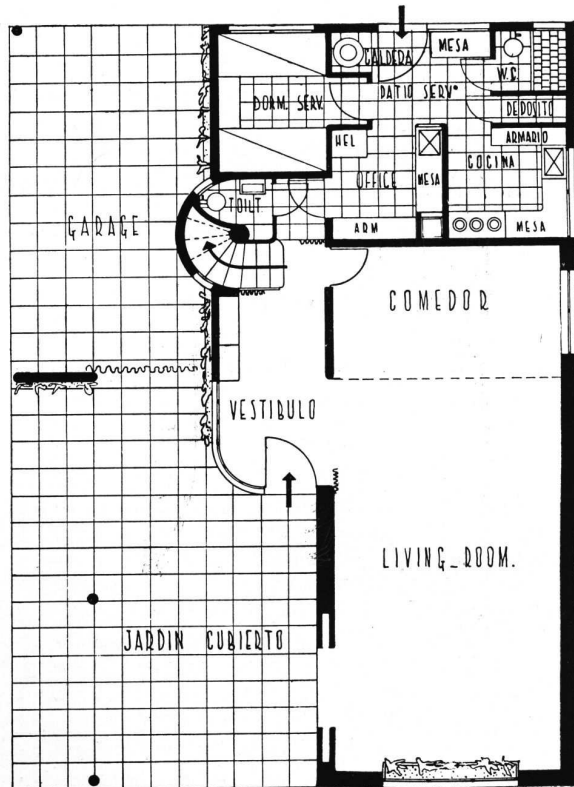 CALDERA
MESA
W.C.
DORM. SERV.
PATIO SERVº
DEPOSITO
HEL
ARMARIO
COCINA
OFFICE
MESA
TOILT.
GARAGE
ARM
MESA
COMEDOR
VESTIBULO
LIVING_ROOM.
JARDIN CUBIERTO